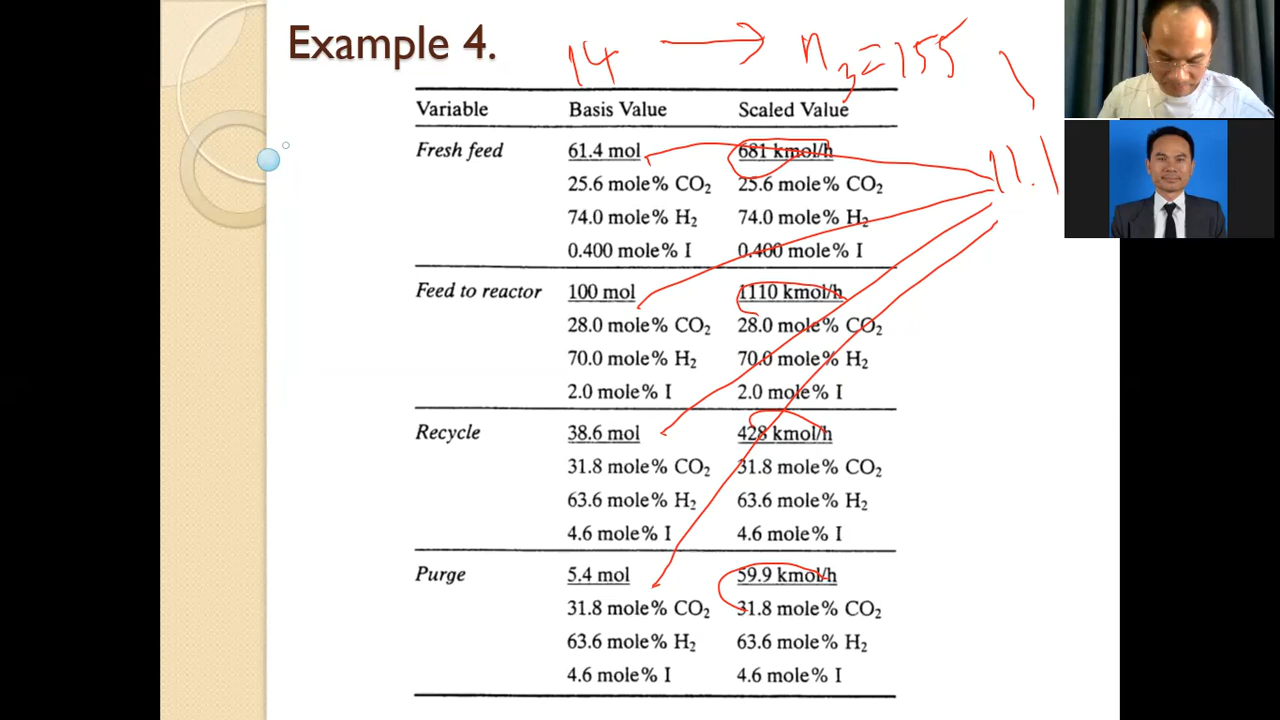 Example 4.
14 → n3=155
Variable Basis Value Scaled Value
Fresh feed 61.4 mol 681 kmol/h
25.6 mole% CO₂ 25.6 mole% CO₂
74.0 mole% H₂ 74.0 mole% H₂
0.400 mole% I 0.400 mole% I
11.1
Feed to reactor 100 mol 1110 kmol/h
28.0 mole% CO₂ 28.0 mole% CO₂
70.0 mole% H₂ 70.0 mole% H₂
2.0 mole% I 2.0 mole% I
Recycle 38.6 mol 428 kmol/h
31.8 mole% CO₂ 31.8 mole% CO₂
63.6 mole% H₂ 63.6 mole% H₂
4.6 mole% I 4.6 mole% I
Purge 5.4 mol 59.9 kmol/h
31.8 mole% CO₂ 31.8 mole% CO₂
63.6 mole% H₂ 63.6 mole% H₂
4.6 mole% I 4.6 mole% I